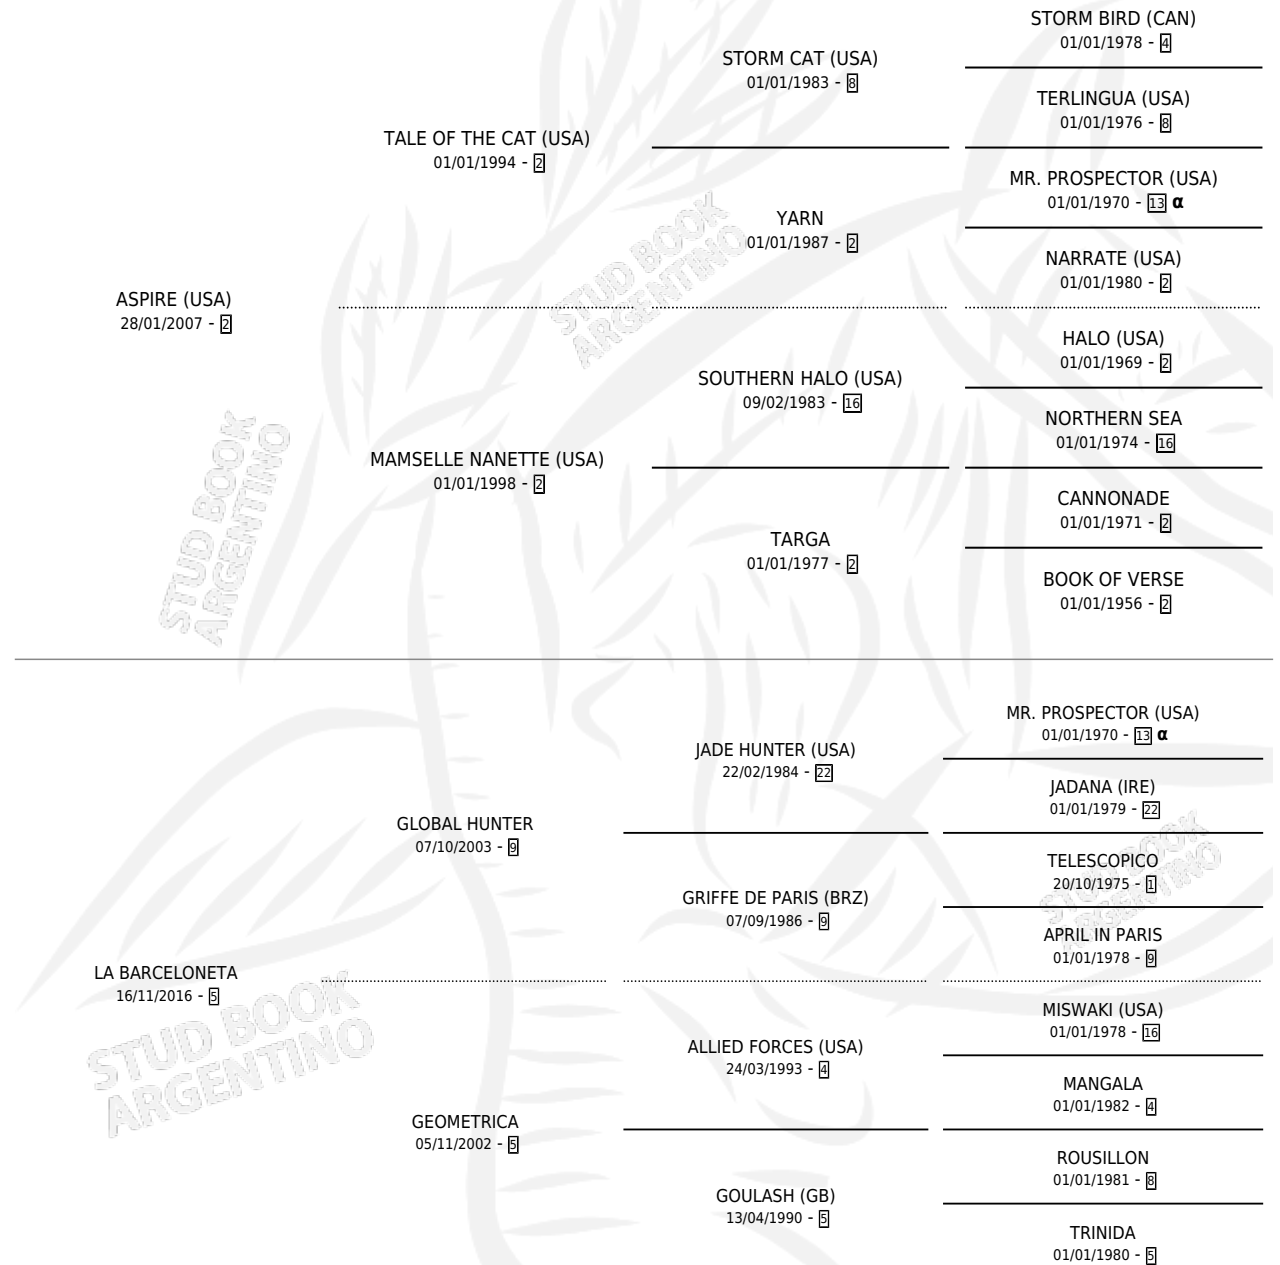 STORM BIRD (CAN)
01/01/1978 - 4
STORM CAT (USA)
01/01/1983 - 8
TERLINGUA (USA)
01/01/1976 - 8
TALE OF THE CAT (USA)
01/01/1994 - 2
MR. PROSPECTOR (USA)
01/01/1970 - 13 α
YARN
01/01/1987 - 2
NARRATE (USA)
01/01/1980 - 2
ASPIRE (USA)
28/01/2007 - 2
HALO (USA)
01/01/1969 - 2
SOUTHERN HALO (USA)
09/02/1983 - 16
NORTHERN SEA
01/01/1974 - 16
MAMSELLE NANETTE (USA)
01/01/1998 - 2
CANNONADE
01/01/1971 - 2
TARGA
01/01/1977 - 2
BOOK OF VERSE
01/01/1956 - 2
STUD BOOK
ARGENTINO
STUD BOOK
ARGENTINO
MR. PROSPECTOR (USA)
01/01/1970 - 13 α
JADE HUNTER (USA)
22/02/1984 - 22
JADANA (IRE)
01/01/1979 - 22
GLOBAL HUNTER
07/10/2003 - 9
TELESCOPICO
20/10/1975 - 1
GRIFFE DE PARIS (BRZ)
07/09/1986 - 9
APRIL IN PARIS
01/01/1978 - 9
LA BARCELONETA
16/11/2016 - 5
MISWAKI (USA)
01/01/1978 - 16
ALLIED FORCES (USA)
24/03/1993 - 4
MANGALA
01/01/1982 - 4
GEOMETRICA
05/11/2002 - 5
ROUSILLON
01/01/1981 - 8
GOULASH (GB)
13/04/1990 - 5
TRINIDA
01/01/1980 - 5
STUD BOOK
ARGENTINO
STUD BOOK
ARGENTINO